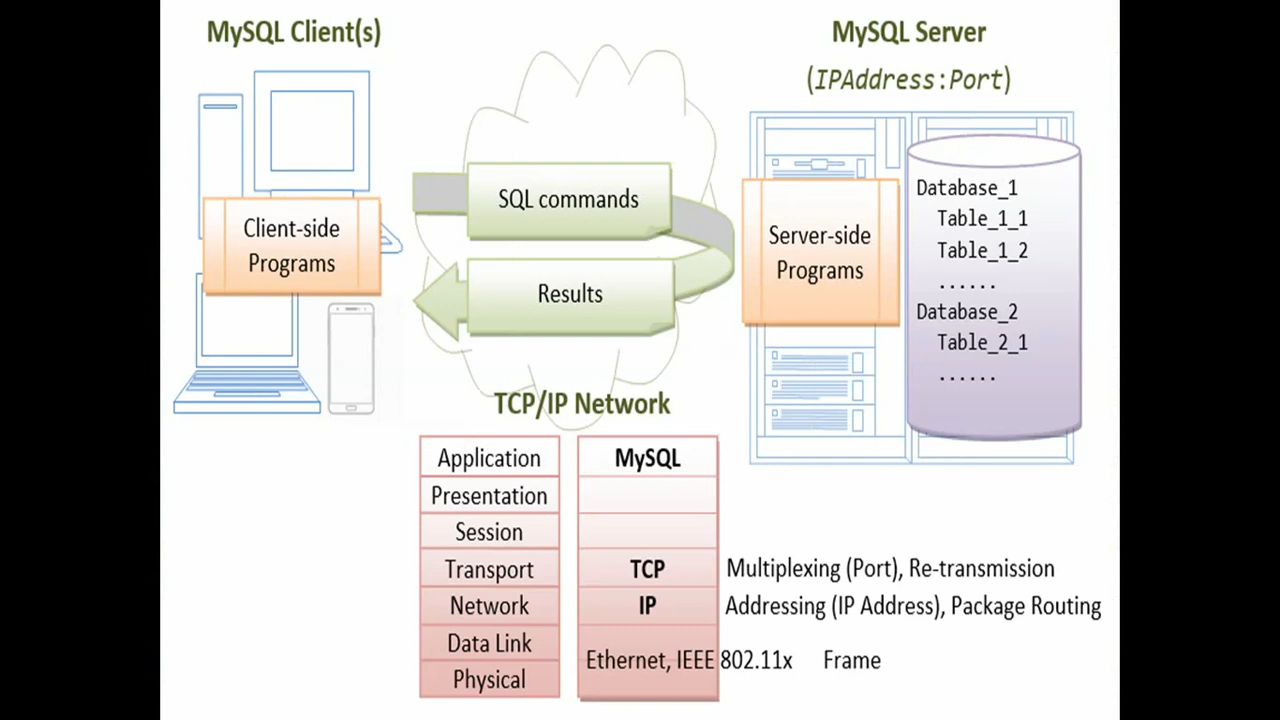 MySQL Client(s)
MySQL Server
(IPAddress:Port)
Client-side
Programs
SQL commands
Results
TCP/IP Network
Server-side
Programs
Database_1
Table_1_1
Table_1_2
......
Database_2
Table_2_1
......
Application
MySQL
Presentation
Session
Transport
TCP
Multiplexing (Port), Re-transmission
Network
IP
Addressing (IP Address), Package Routing
Data Link
Ethernet, IEEE 802.11x Frame
Physical